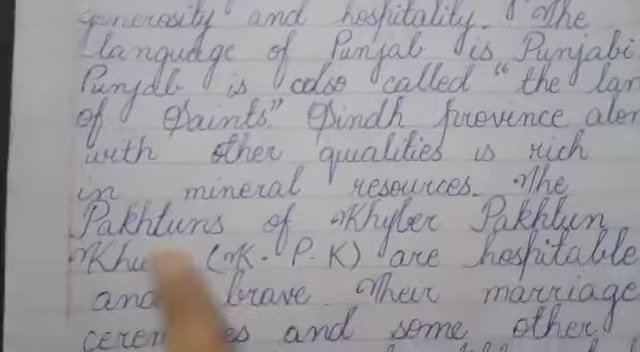 generosity and hospitality. The
language of Punjab is Punjabi
Punjab is also called "the lan
of Saints" Sindh province alon
with other qualities is rich
in mineral resources. The
Pakhtuns of Khyber Pakhtun
Khu (K.P.K) are hospitable
and brave Their marriage
and some other